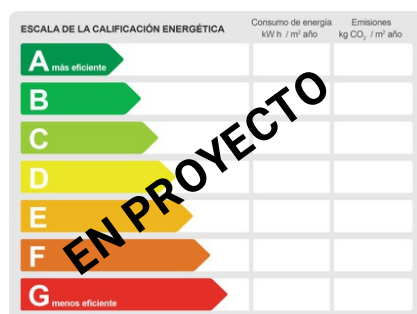 ESCALA DE LA CALIFICACIÓN ENERGÉTICA
Consumo de energía
kW h / m² año
Emisiones
kg CO₂ / m² año
A más eficiente
B
C
D
E
F
G menos eficiente
EN PROYECTO